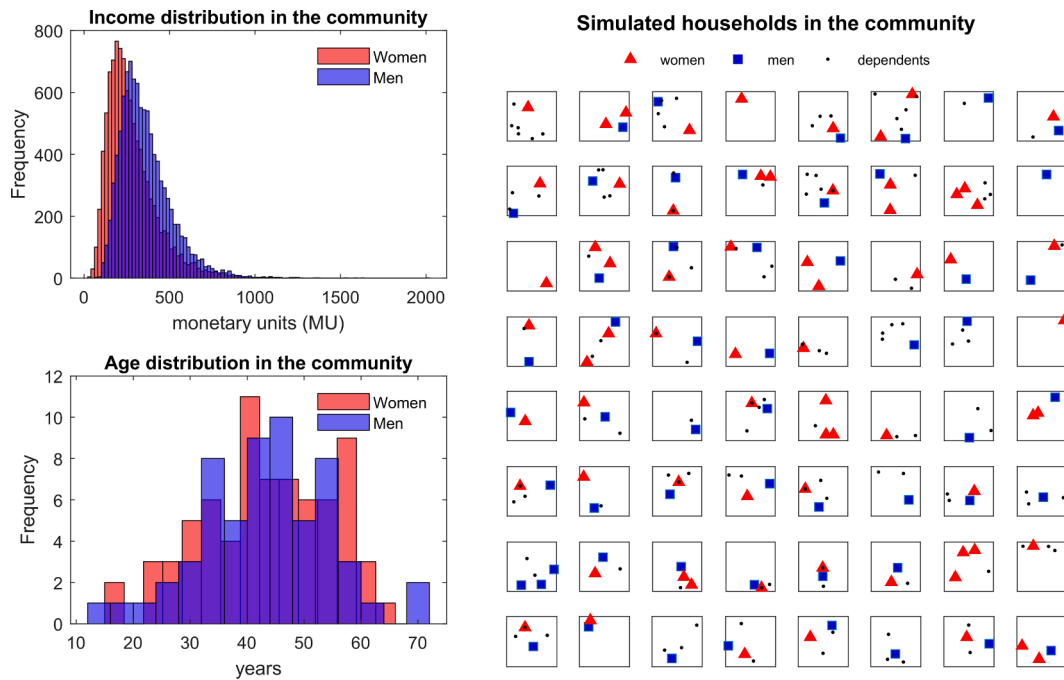 Income distribution in the community
800
600
400
200
0
Frequency
Women
Men
0 500 1000 1500 2000
monetary units (MU)
Age distribution in the community
12
10
8
6
4
2
0
Frequency
Women
Men
10 20 30 40 50 60 70
years
Simulated households in the community
women men dependents